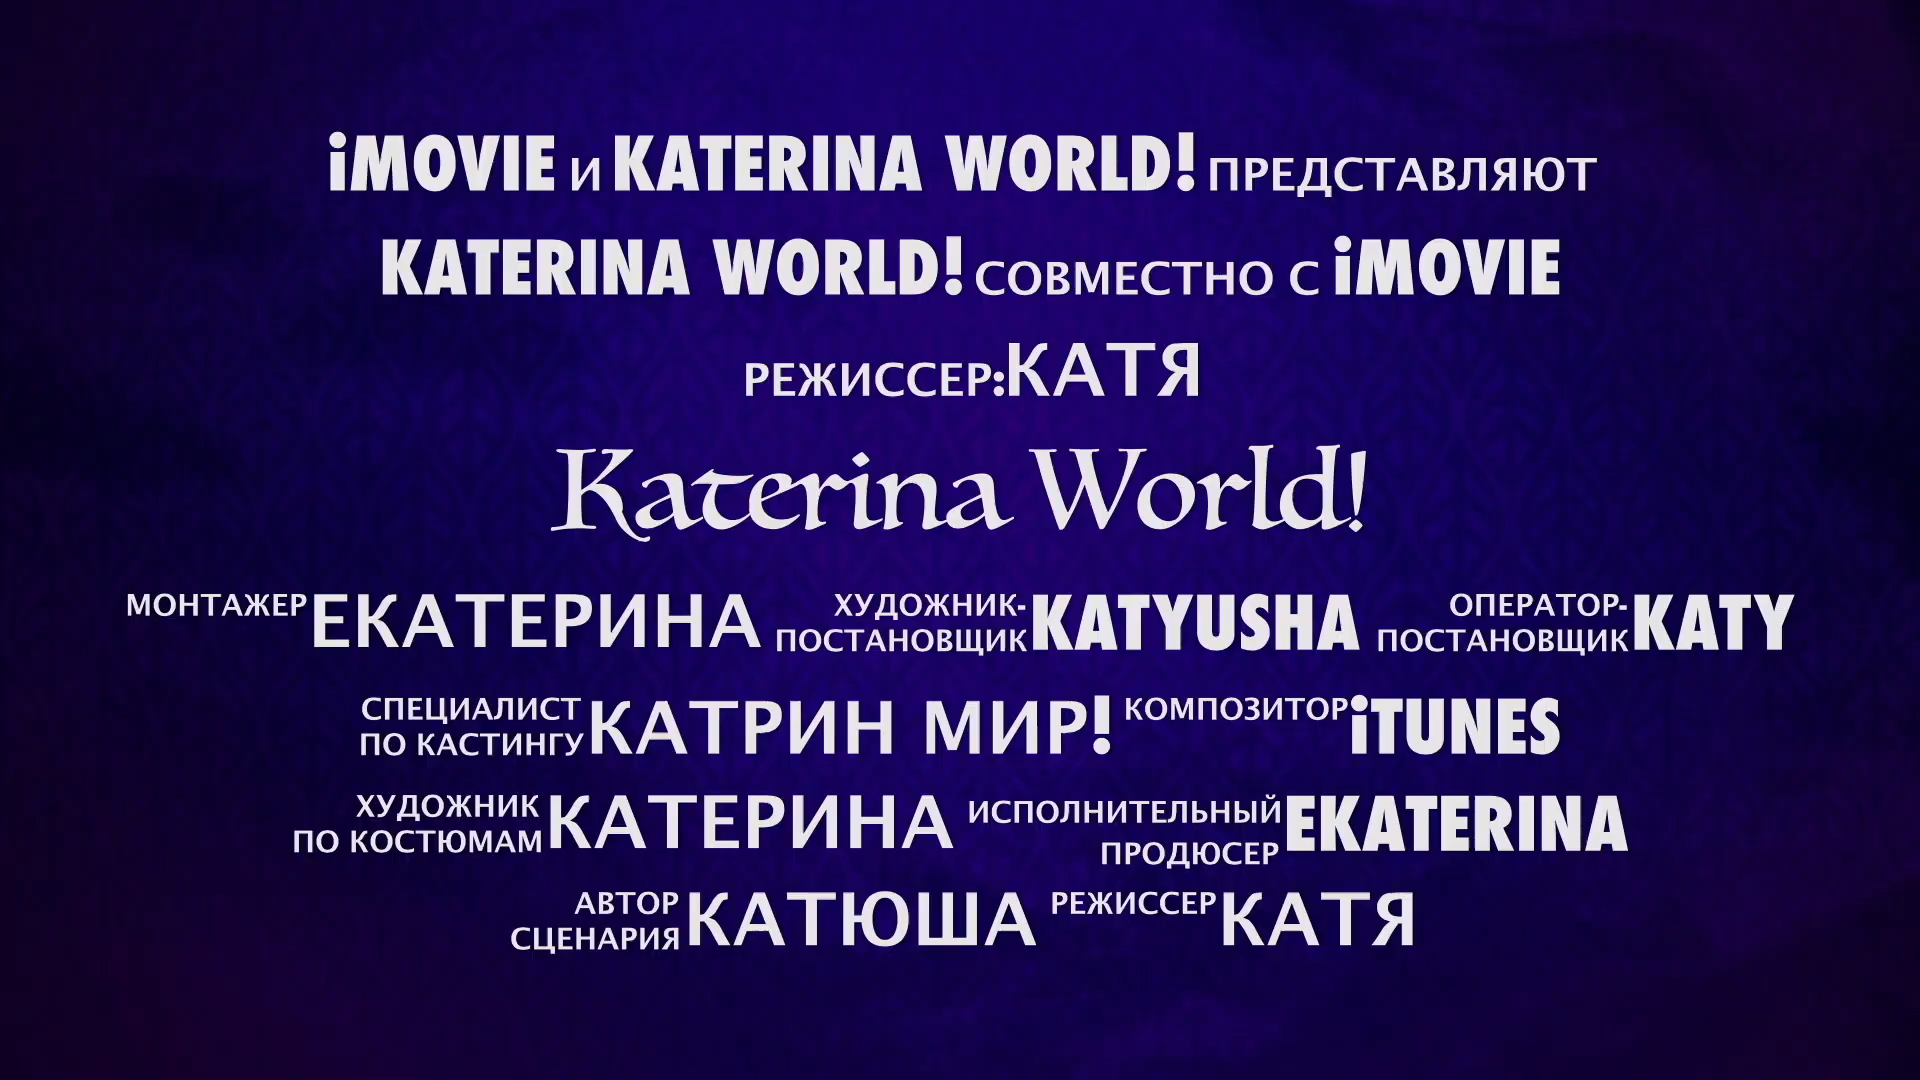 iMOVIE И KATERINA WORLD! ПРЕДСТАВЛЯЮТ
KATERINA WORLD! СОВМЕСТНО С iMOVIE
РЕЖИССЕР: КАТЯ
Katerina World!
МОНТАЖЕР ЕКАТЕРИНА ХУДОЖНИК-ПОСТАНОВЩИК KATYUSHA ОПЕРАТОР-ПОСТАНОВЩИК KATY
СПЕЦИАЛИСТ ПО КАСТИНГУ КАТРИН МИР! КОМПОЗИТОР iTUNES
ХУДОЖНИК ПО КОСТЮМАМ КАТЕРИНА ИСПОЛНИТЕЛЬНЫЙ ПРОДЮСЕР EKATERINA
АВТОР СЦЕНАРИЯ КАТЮША РЕЖИССЕР КАТЯ